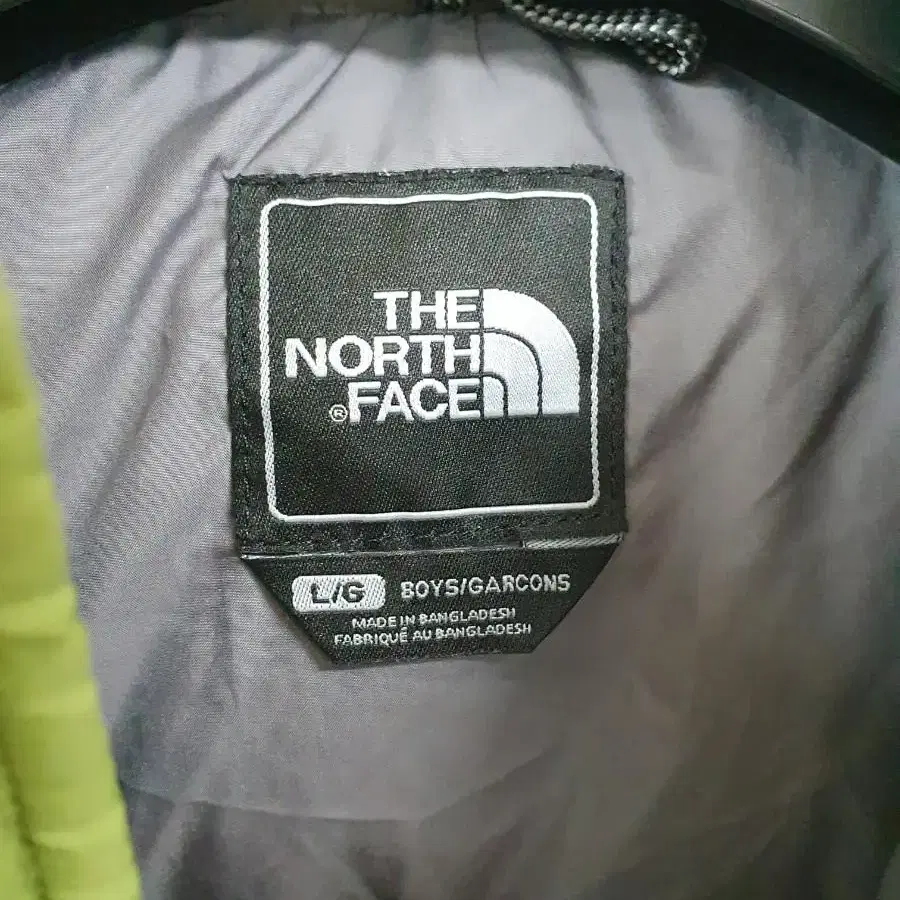 THE
NORTH
®FACE
L/G BOYS/GARCONS
MADE IN BANGLADESH
FABRIQUÉ AU BANGLADESH